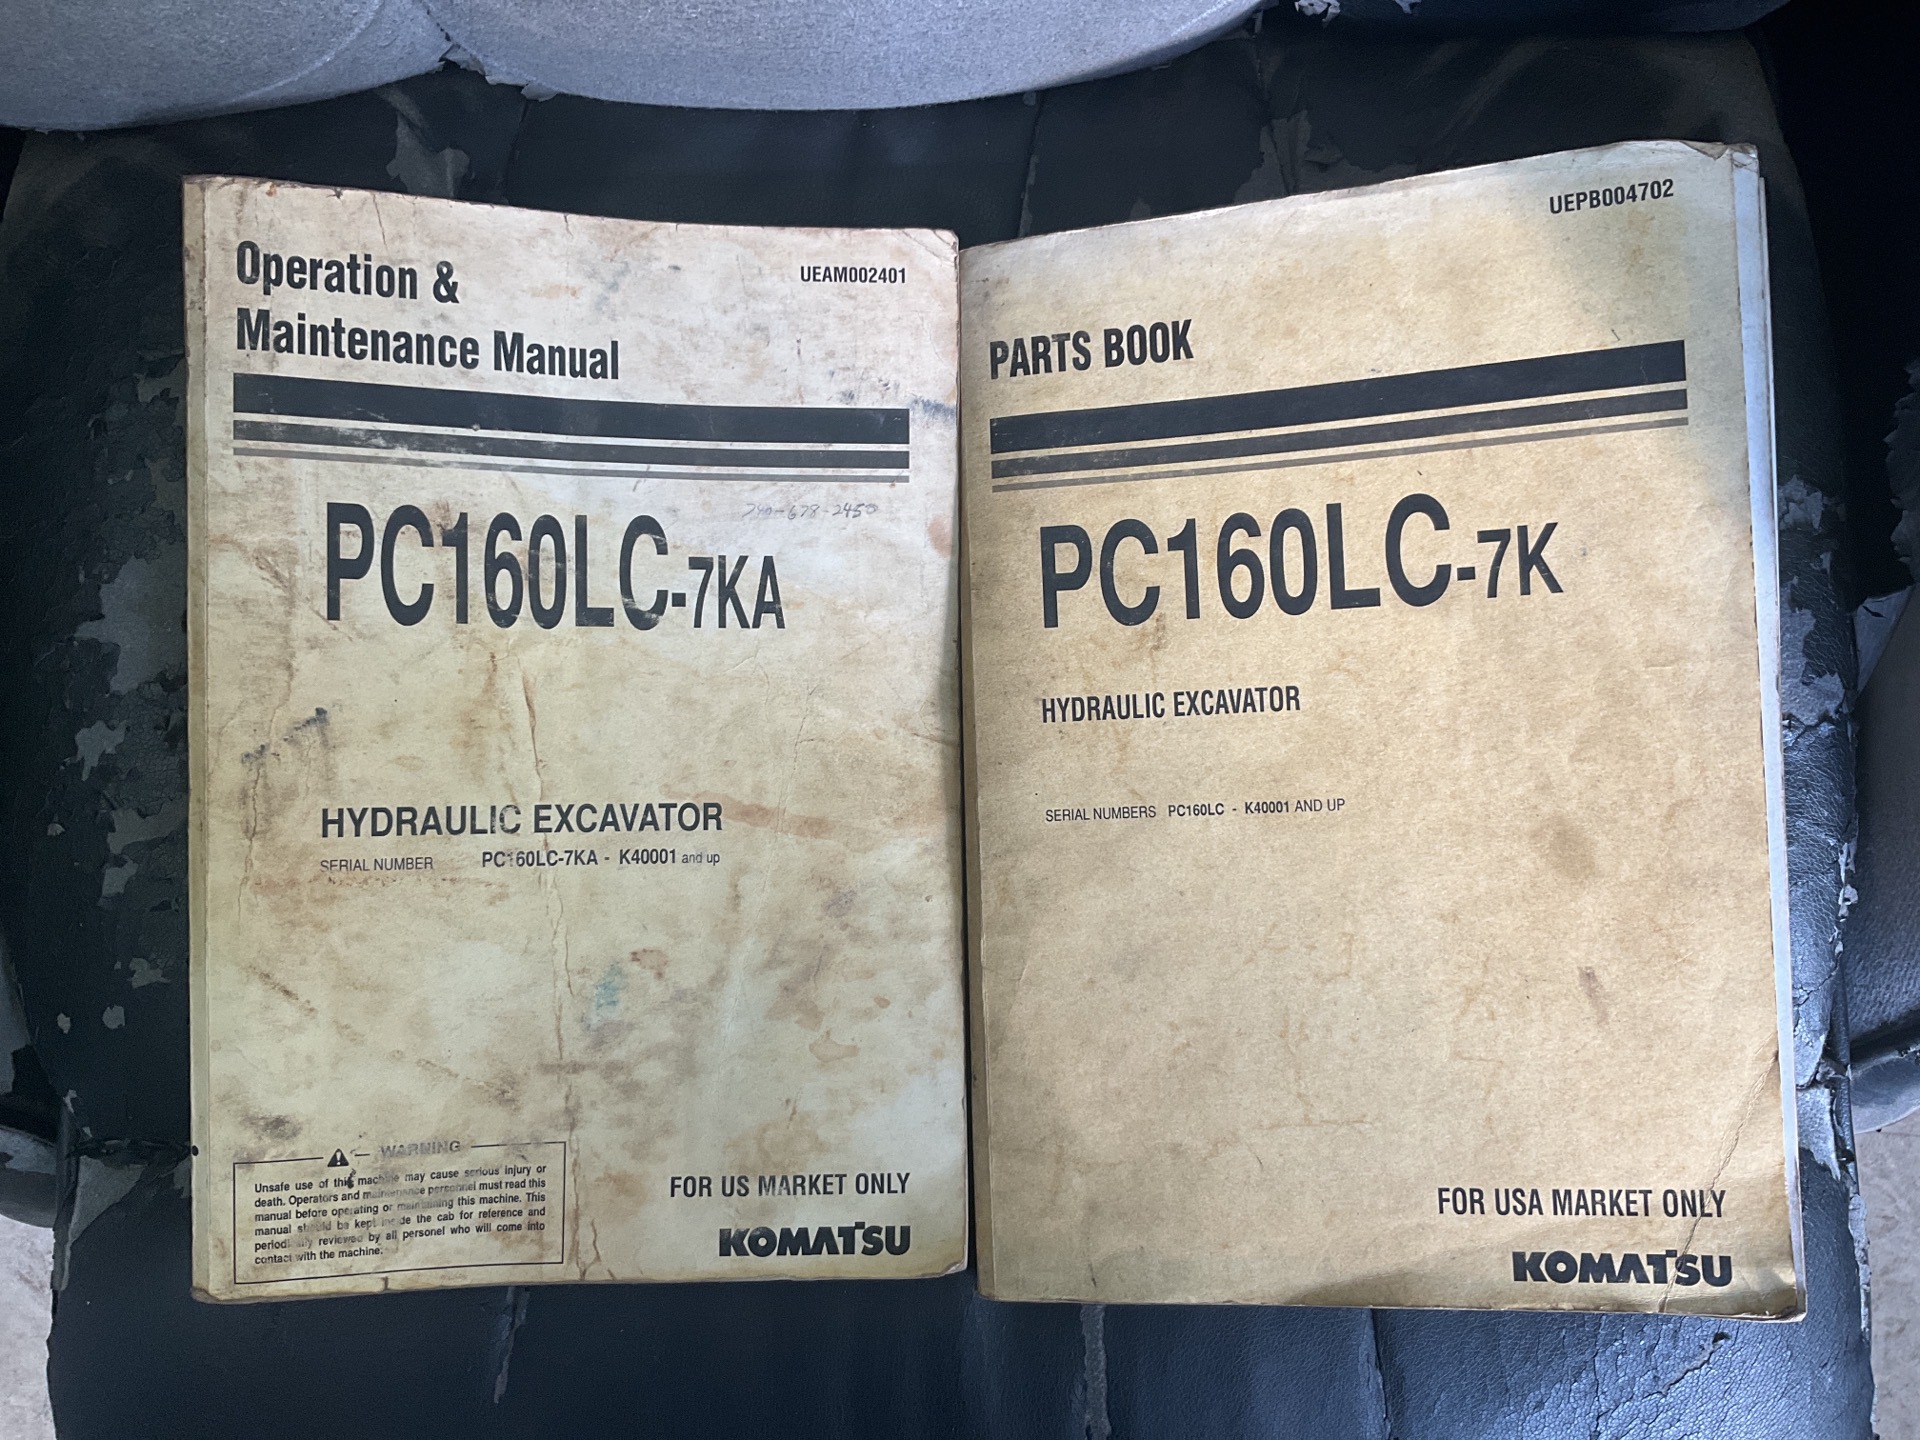 Operation &
Maintenance Manual
UEAM002401
PC160LC-7KA
740-678-2450
HYDRAULIC EXCAVATOR
SERIAL NUMBER PC160LC-7KA - K40001 and up
WARNING
Unsafe use of this machine may cause serious injury or
death. Operators and maintenance personnel must read this
manual before operating or maintaining this machine. This
manual should be kept inside the cab for reference and
periodically reviewed by all personel who will come into
contact with the machine.
FOR US MARKET ONLY
KOMATSU
UEPB004702
PARTS BOOK
PC160LC-7K
HYDRAULIC EXCAVATOR
SERIAL NUMBERS PC160LC - K40001 AND UP
FOR USA MARKET ONLY
KOMATSU